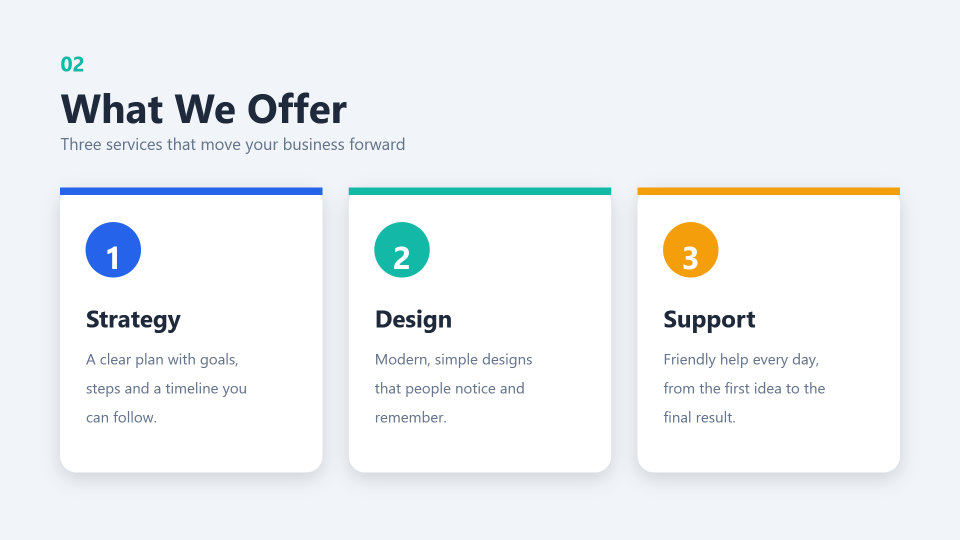 02
What We Offer
Three services that move your business forward
1
Strategy
A clear plan with goals,
steps and a timeline you
can follow.
2
Design
Modern, simple designs
that people notice and
remember.
3
Support
Friendly help every day,
from the first idea to the
final result.